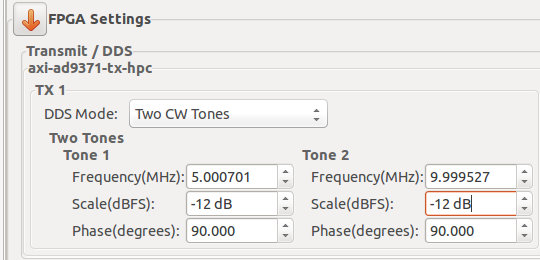 FPGA Settings
Transmit / DDS
axi-ad9371-tx-hpc
TX 1
DDS Mode: Two CW Tones
Two Tones
Tone 1 Tone 2
Frequency(MHz): 5.000701 Frequency(MHz): 9.999527
Scale(dBFS): -12 dB Scale(dBFS): -12 dB
Phase(degrees): 90.000 Phase(degrees): 90.000